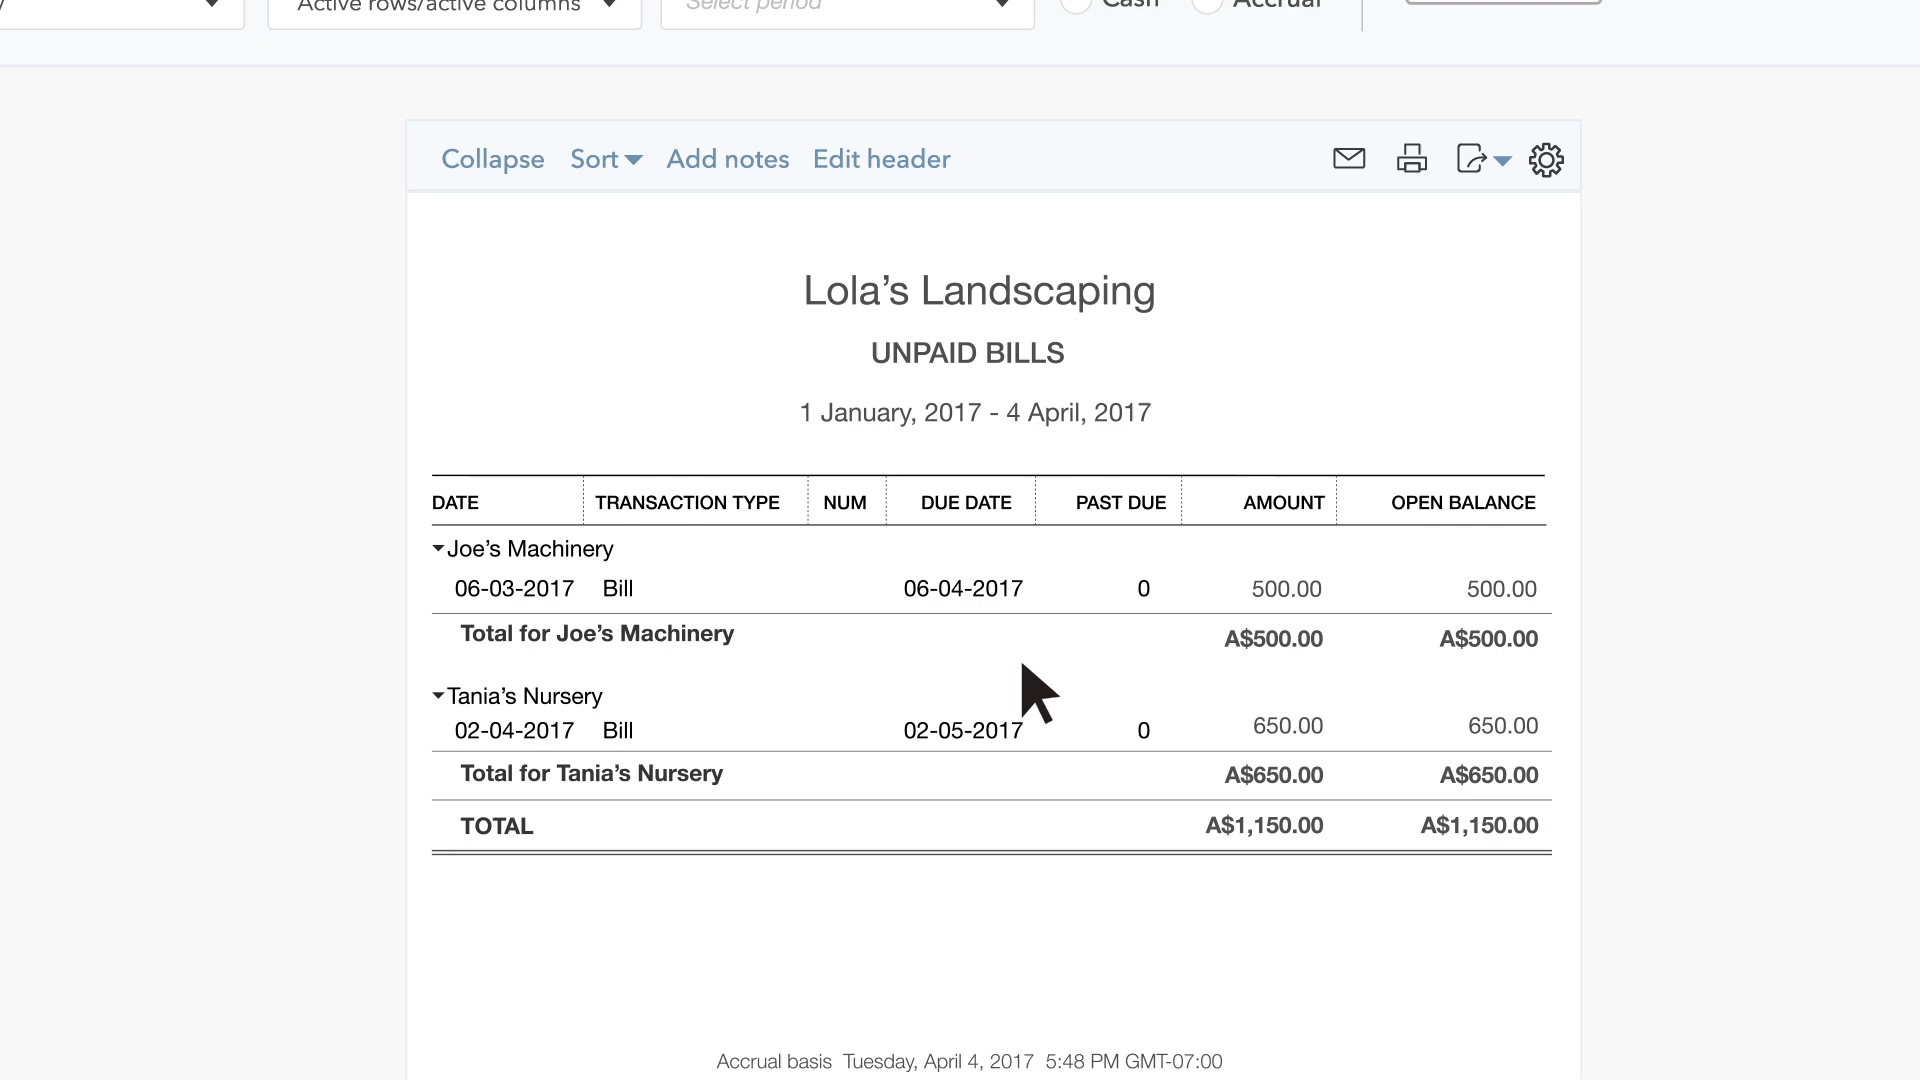 Active rows/active columns Select period Cash Accrual
Collapse Sort Add notes Edit header
Lola’s Landscaping
UNPAID BILLS
1 January, 2017 - 4 April, 2017
DATE TRANSACTION TYPE NUM DUE DATE PAST DUE AMOUNT OPEN BALANCE
Joe’s Machinery
06-03-2017 Bill 06-04-2017 0 500.00 500.00
Total for Joe’s Machinery A$500.00 A$500.00
Tania’s Nursery
02-04-2017 Bill 02-05-2017 0 650.00 650.00
Total for Tania’s Nursery A$650.00 A$650.00
TOTAL A$1,150.00 A$1,150.00
Accrual basis Tuesday, April 4, 2017 5:48 PM GMT-07:00